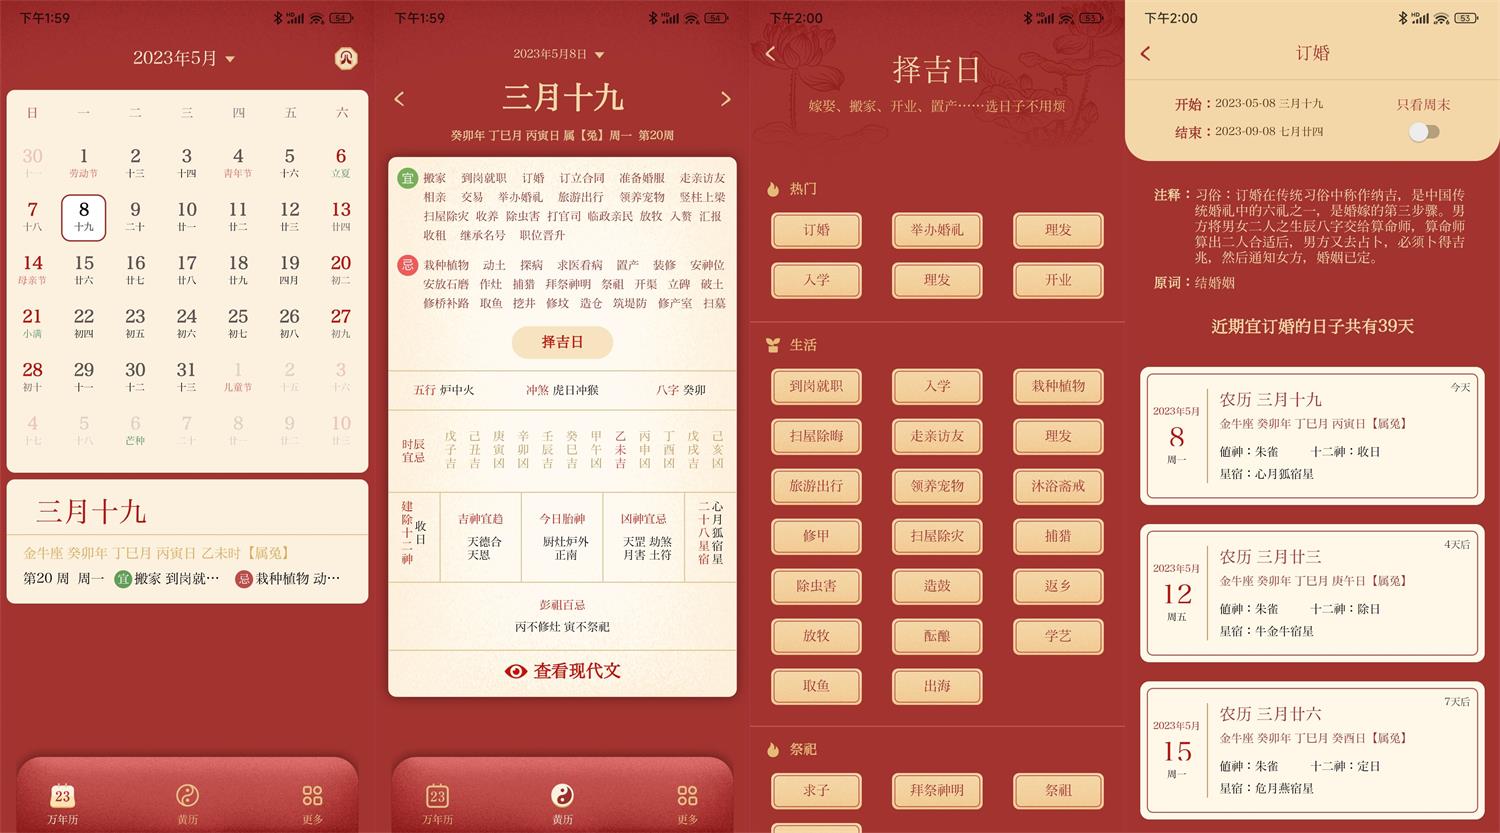 下午1:59
HD
54
2023年5月
日 一 二 三 四 五 六
30 1 2 3 4 5 6
十一 劳动节 十三 十四 青年节 十六 立夏
7 8 9 10 11 12 13
十八 十九 二十 廿一 廿二 廿三 廿四
14 15 16 17 18 19 20
母亲节 廿六 廿七 廿八 廿九 四月 初二
21 22 23 24 25 26 27
小满 初四 初五 初六 初七 初八 初九
28 29 30 31 1 2 3
初十 十一 十二 十三 儿童节 十五 十六
4 5 6 7 8 9 10
十七 十八 芒种 二十 廿一 廿二 廿三
三月十九
金牛座 癸卯年 丁巳月 丙寅日 乙未时【属兔】
第20 周 周一 宜 搬家 到岗就… 忌 栽种植物 动…
23
万年历 黄历 更多
下午1:59
HD
54
2023年5月8日
三月十九
癸卯年 丁巳月 丙寅日 属【兔】周一 第20周
宜 搬家 到岗就职 订婚 订立合同 准备婚服 走亲访友
相亲 交易 举办婚礼 旅游出行 领养宠物 竖柱上梁
扫屋除灾 收养 除虫害 打官司 临政亲民 放牧 入赘 汇报
收租 继承名号 职位晋升
忌 栽种植物 动土 探病 求医看病 置产 装修 安神位
安放石磨 作灶 捕猎 拜祭神明 祭祖 开渠 立碑 破土
修桥补路 取鱼 挖井 修坟 造仓 筑堤防 修产室 扫墓
择吉日
五行 炉中火 冲煞 虎日冲猴 八字 癸卯
时辰宜忌
戊子吉 己丑吉 庚寅凶 辛卯凶 壬辰吉 癸巳吉 甲午凶 乙未吉 丙申凶 丁酉凶 戊戌吉 己亥凶
建除十二神 收日
吉神宜趋
天德合
天恩
今日胎神
厨灶炉外
正南
凶神宜忌
天罡 劫煞
月害 土符
二十八星宿 心月狐宿星
彭祖百忌
丙不修灶 寅不祭祀
查看现代文
23
万年历 黄历 更多
下午2:00
HD
53
择吉日
嫁娶、搬家、开业、置产……选日子不用烦
热门
订婚 举办婚礼 理发
入学 理发 开业
生活
到岗就职 入学 栽种植物
扫屋除晦 走亲访友 理发
旅游出行 领养宠物 沐浴斋戒
修甲 扫屋除灾 捕猎
除虫害 造鼓 返乡
放牧 酝酿 学艺
取鱼 出海
祭祀
求子 拜祭神明 祭祖
下午2:00
HD
53
订婚
开始：2023-05-08 三月十九
只看周末
结束：2023-09-08 七月廿四
注释：习俗：订婚在传统习俗中称作纳吉，是中国传
统婚礼中的六礼之一，是婚嫁的第三步骤。男
方将男女二人之生辰八字交给算命师，算命师
算出二人合适后，男方又去占卜，必须卜得吉
兆，然后通知女方，婚姻已定。
原词：结婚姻
近期宜订婚的日子共有39天
今天
2023年5月
8
周一
农历 三月十九
金牛座 癸卯年 丁巳月 丙寅日【属兔】
值神：朱雀 十二神：收日
星宿：心月狐宿星
4天后
2023年5月
12
周五
农历 三月廿三
金牛座 癸卯年 丁巳月 庚午日【属兔】
值神：朱雀 十二神：除日
星宿：牛金牛宿星
7天后
2023年5月
15
周一
农历 三月廿六
金牛座 癸卯年 丁巳月 癸酉日【属兔】
值神：朱雀 十二神：定日
星宿：危月燕宿星